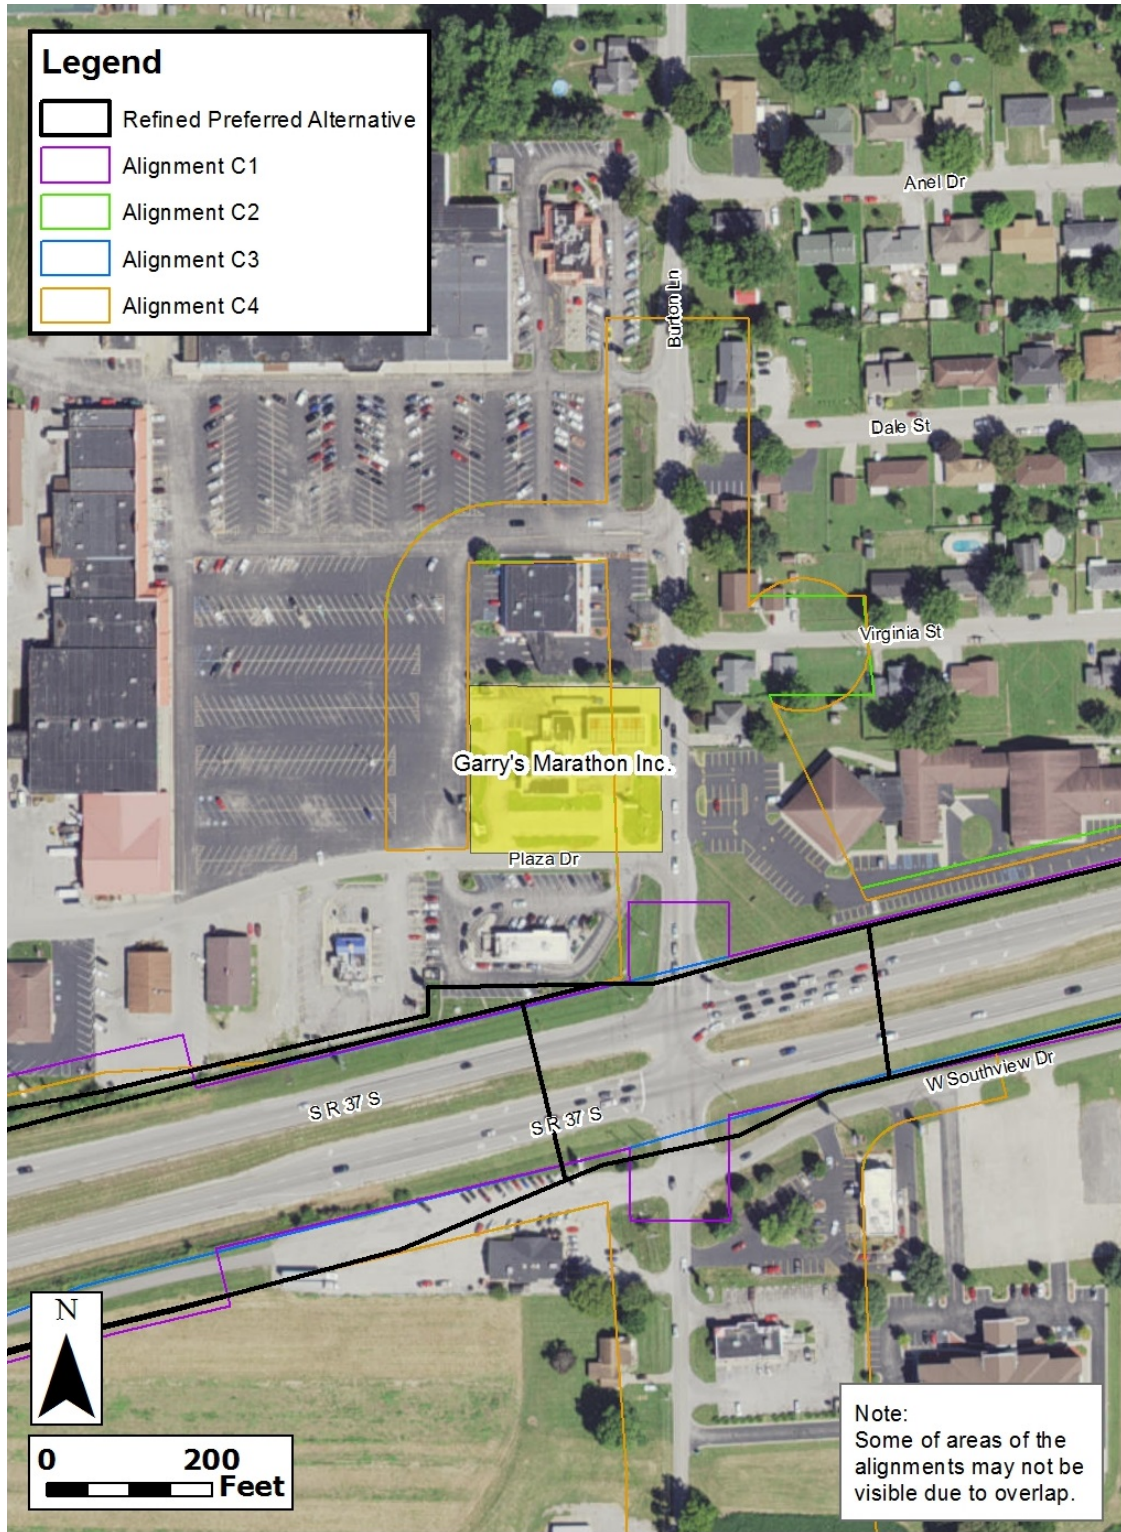 Legend
Refined Preferred Alternative
Alignment C1
Alignment C2
Alignment C3
Alignment C4
Anel Dr
Burton Ln
Dale St
Virginia St
Garry's Marathon Inc.
Plaza Dr
W Southview Dr
S R 37 S
S R 37 S
N
0 200
Feet
Note:
Some of areas of the
alignments may not be
visible due to overlap.